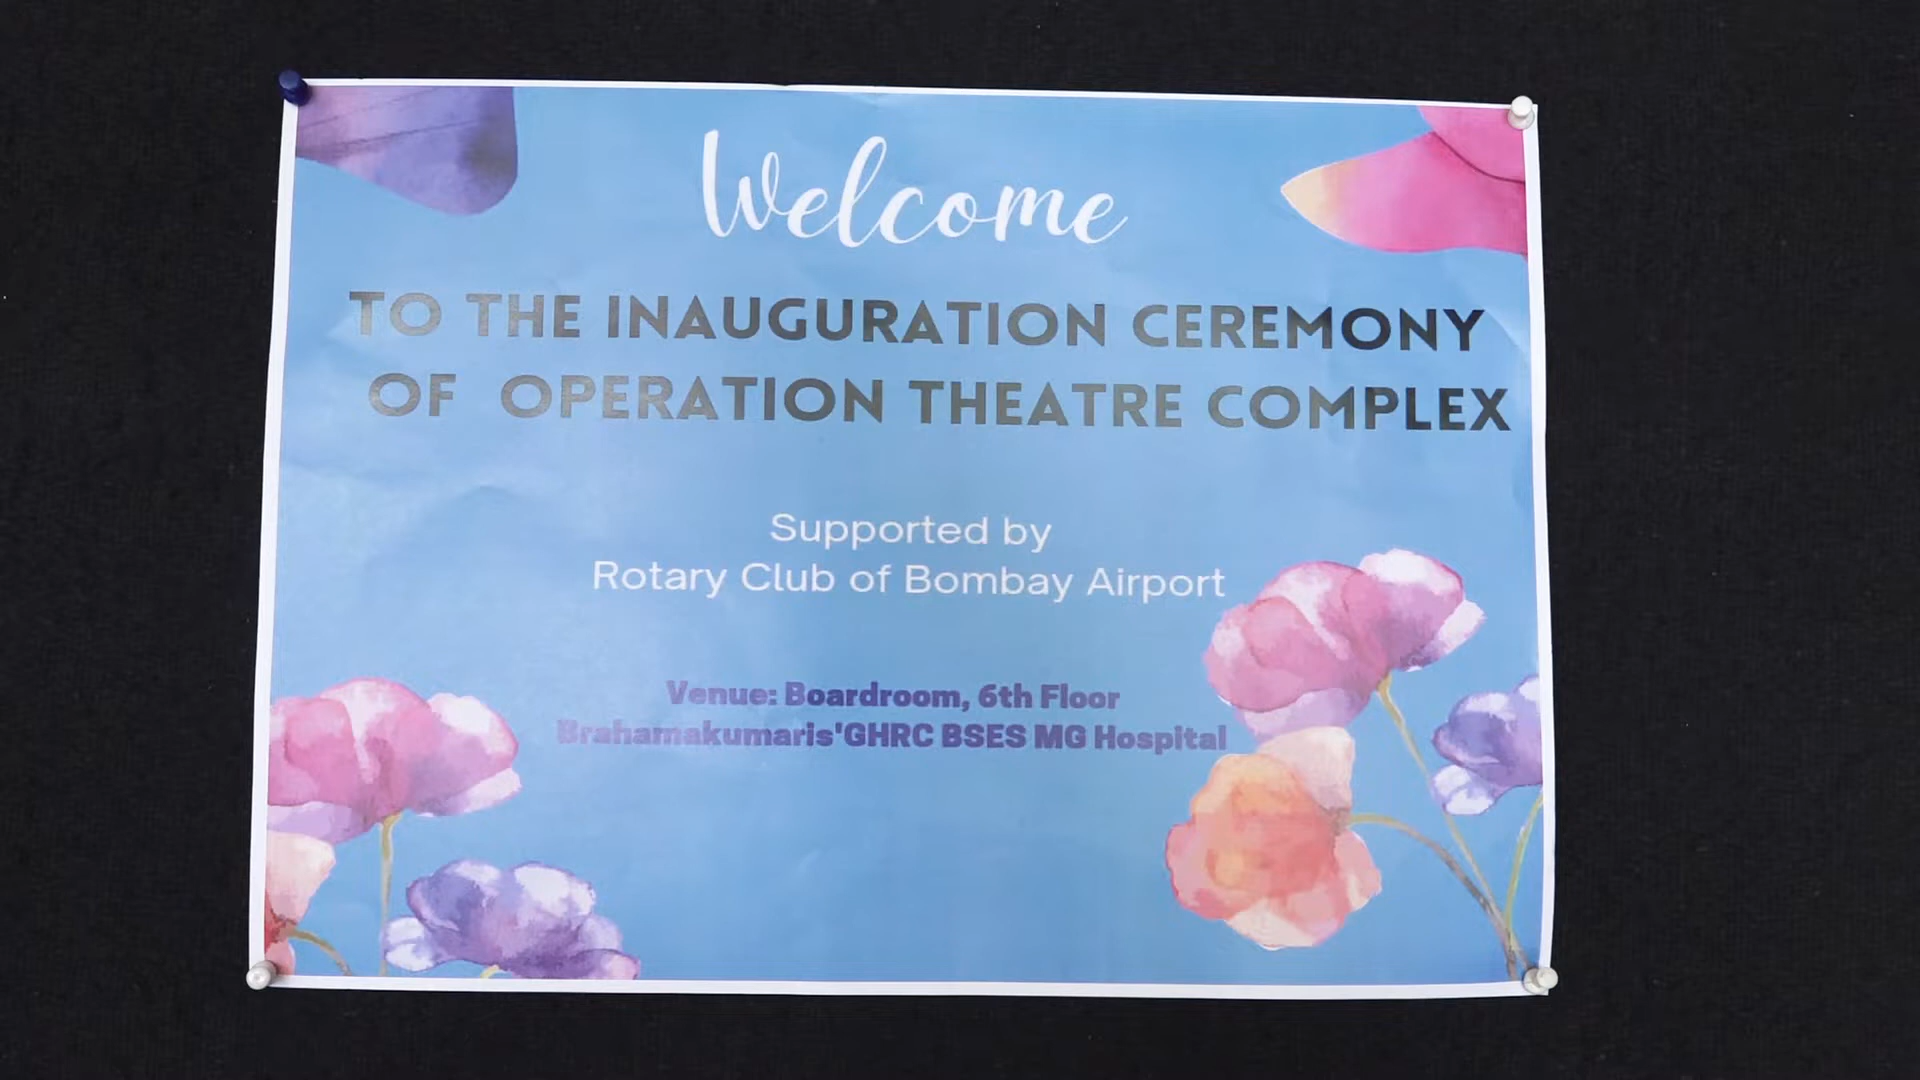 Welcome
TO THE INAUGURATION CEREMONY
OF OPERATION THEATRE COMPLEX
Supported by
Rotary Club of Bombay Airport
Venue: Boardroom, 6th Floor
Brahamakumaris'GHRC BSES MG Hospital